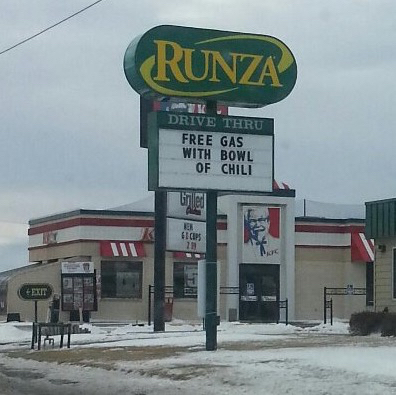 RUNZA
DRIVE THRU
FREE GAS
WITH BOWL
OF CHILI
Grilled
KFC
EXIT